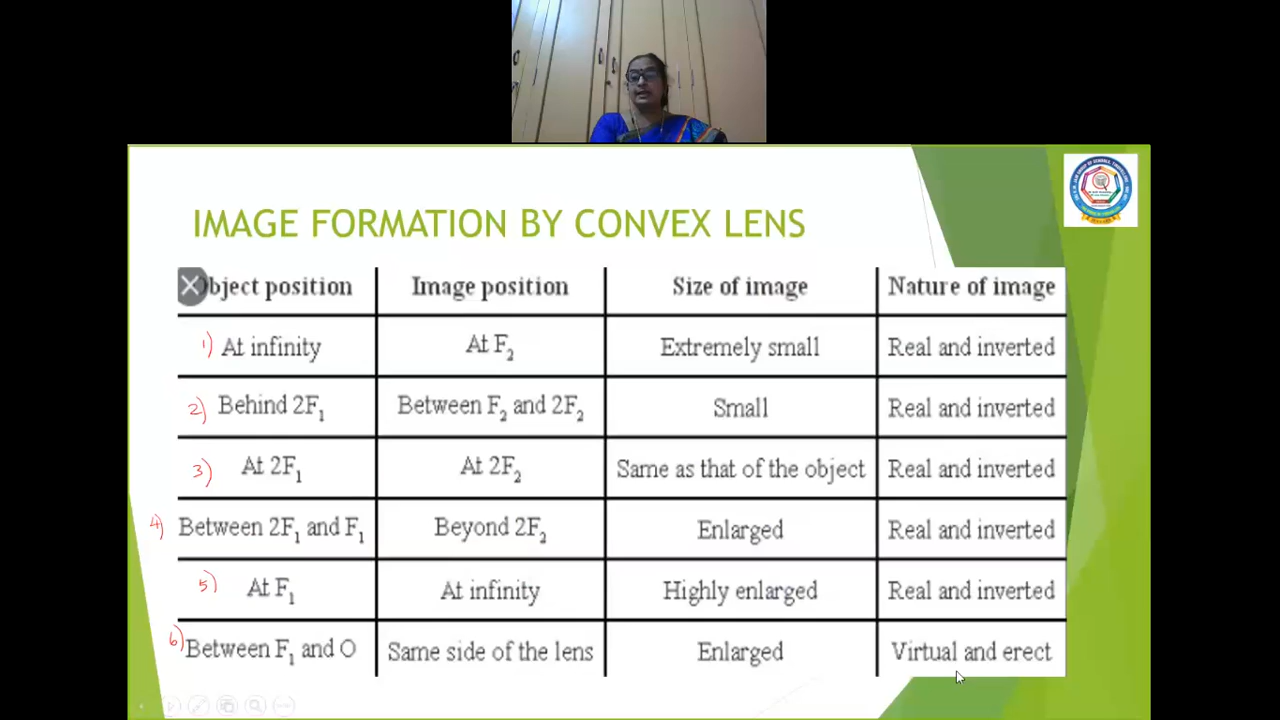 IMAGE FORMATION BY CONVEX LENS
bject position Image position Size of image Nature of image
1) At infinity At F₂ Extremely small Real and inverted
2) Behind 2F₁ Between F₂ and 2F₂ Small Real and inverted
3) At 2F₁ At 2F₂ Same as that of the object Real and inverted
4) Between 2F₁ and F₁ Beyond 2F₂ Enlarged Real and inverted
5) At F₁ At infinity Highly enlarged Real and inverted
6) Between F₁ and O Same side of the lens Enlarged Virtual and erect